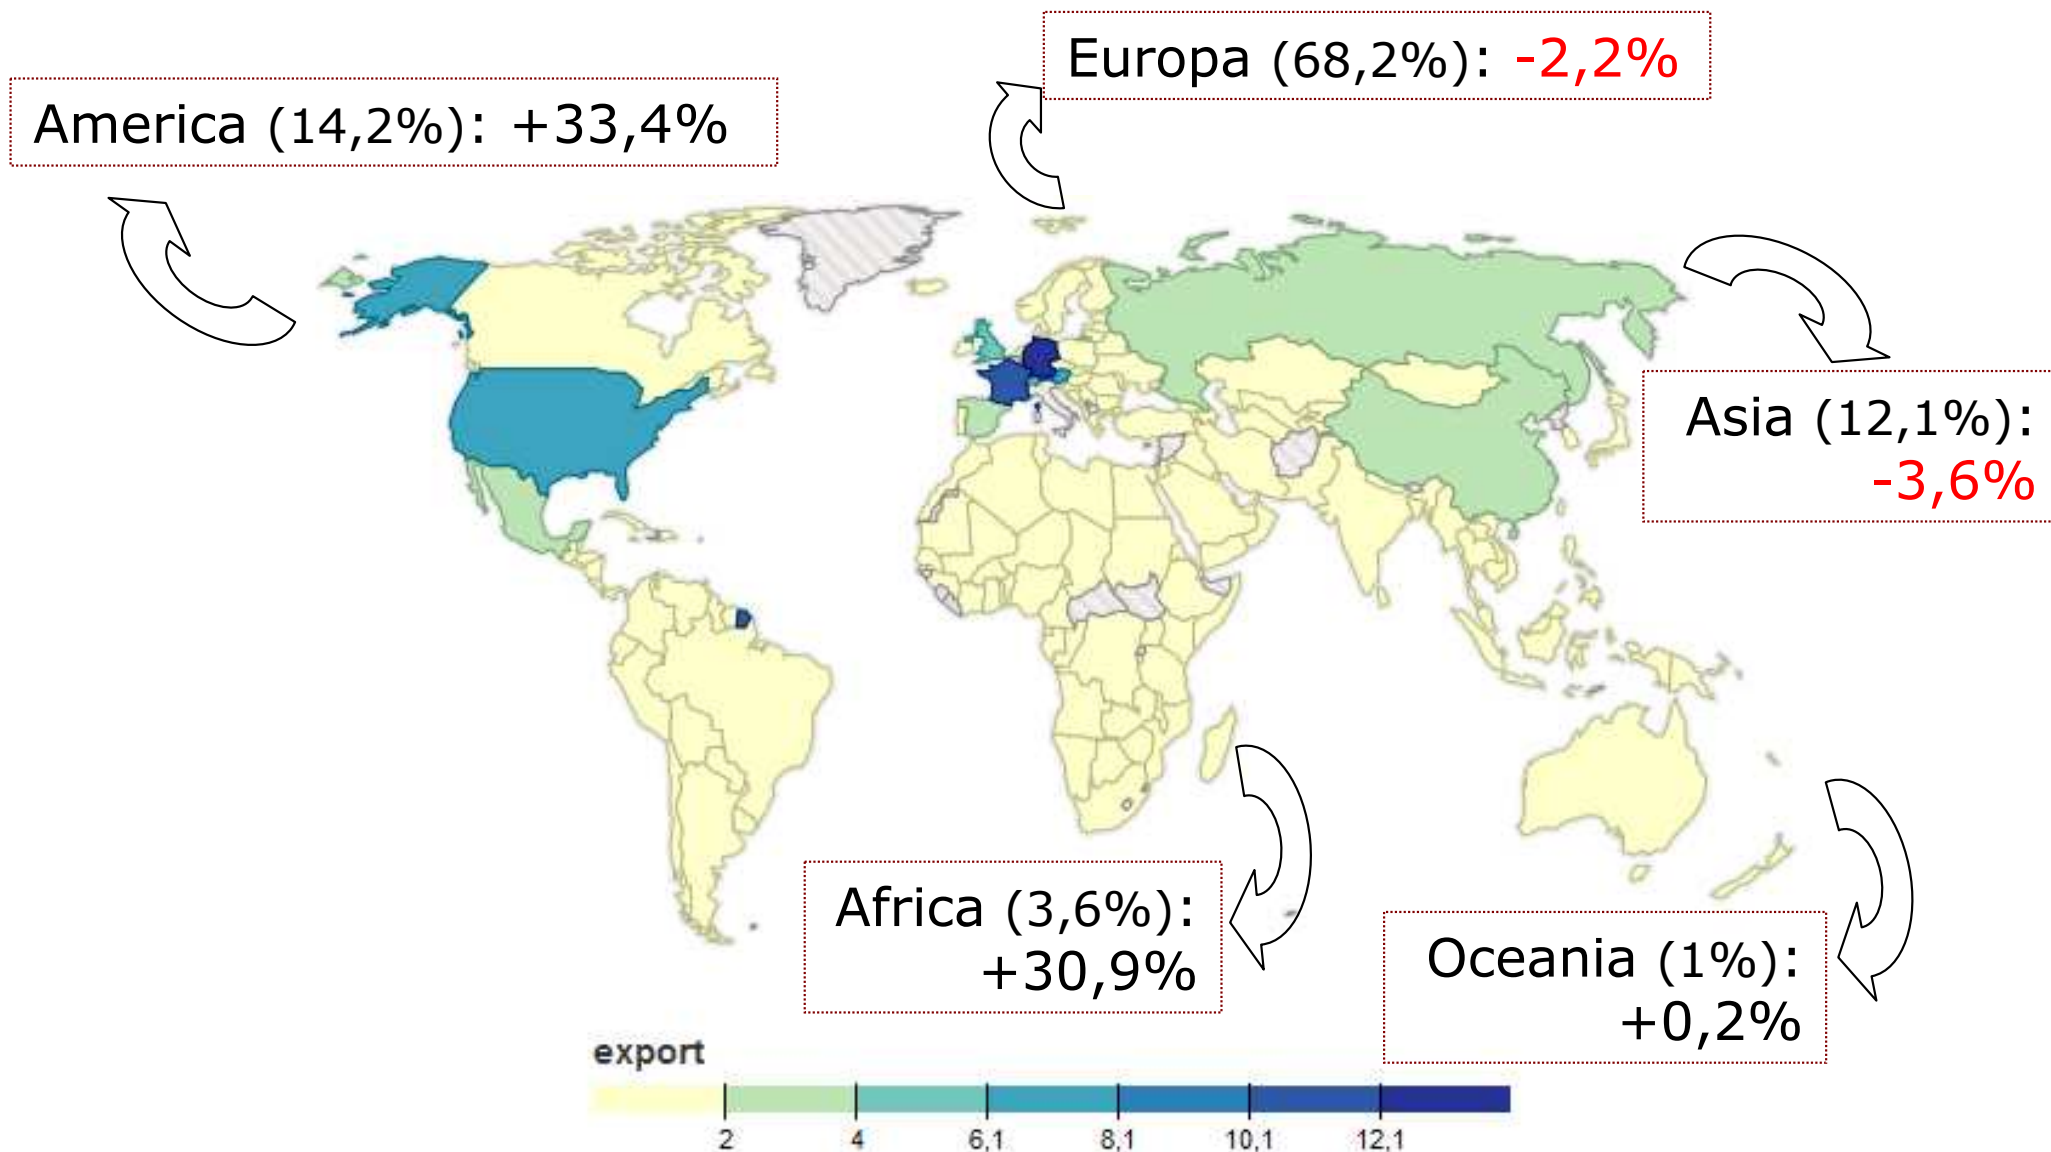 Europa (68,2%): -2,2%
America (14,2%): +33,4%
Asia (12,1%):
-3,6%
Africa (3,6%):
+30,9%
Oceania (1%):
+0,2%
export
2 4 6,1 8,1 10,1 12,1